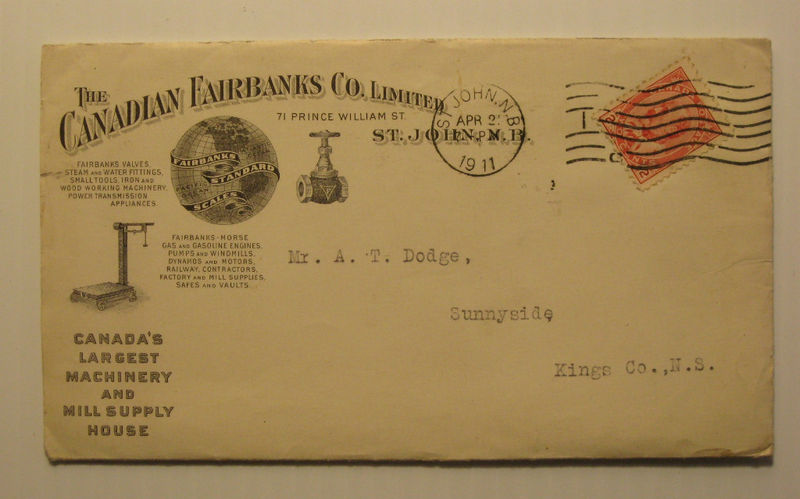 THE
CANADIAN FAIRBANKS CO. LIMITED
71 PRINCE WILLIAM ST.
ST. JOHN, N.B.
FAIRBANKS VALVES,
STEAM AND WATER FITTINGS,
SMALL TOOLS, IRON AND
WOOD WORKING MACHINERY,
POWER TRANSMISSION
APPLIANCES.
FAIRBANKS
STANDARD
SCALES
PACIFIC
OCEAN
FAIRBANKS-MORSE
GAS AND GASOLINE ENGINES,
PUMPS AND WINDMILLS,
DYNAMOS AND MOTORS,
RAILWAY, CONTRACTORS,
FACTORY AND MILL SUPPLIES,
SAFES AND VAULTS.
CANADA'S
LARGEST
MACHINERY
AND
MILL SUPPLY
HOUSE
ST. JOHN, N.B.
APR
PM
1911
Mr. A. T. Dodge,
Sunnyside,
Kings Co.,N.S.